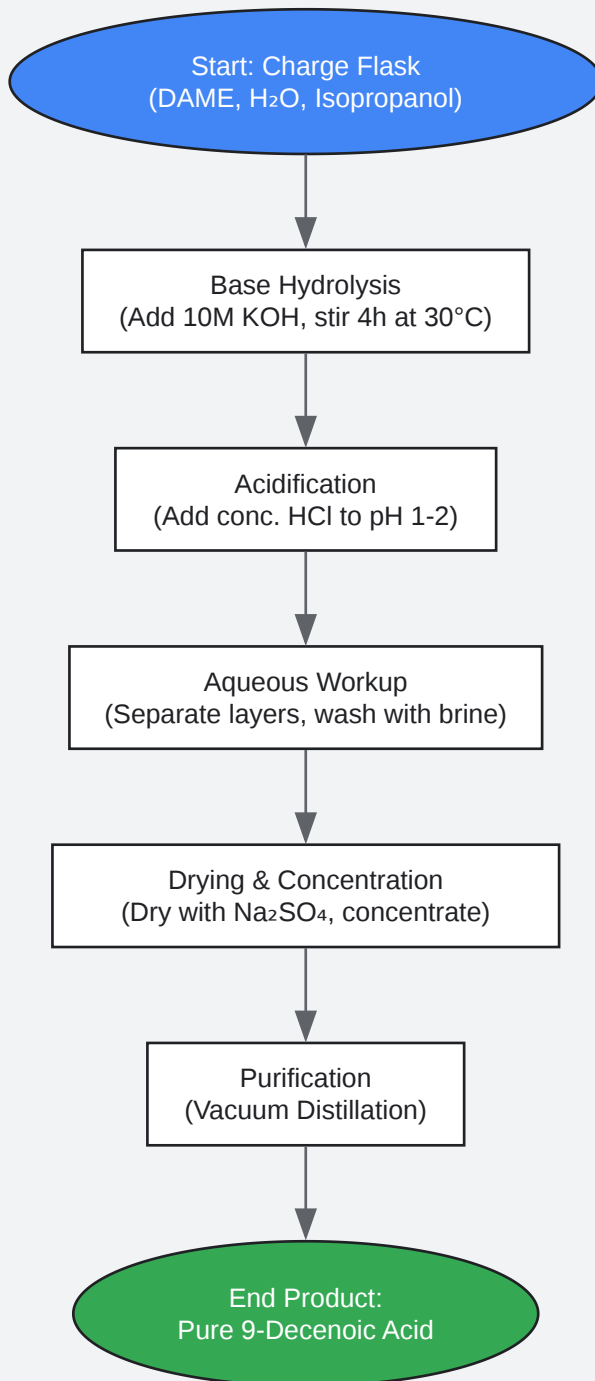 Start: Charge Flask
(DAME, H₂O, Isopropanol)
Base Hydrolysis
(Add 10M KOH, stir 4h at 30°C)
Acidification
(Add conc. HCl to pH 1-2)
Aqueous Workup
(Separate layers, wash with brine)
Drying & Concentration
(Dry with Na₂SO₄, concentrate)
Purification
(Vacuum Distillation)
End Product:
Pure 9-Decenoic Acid